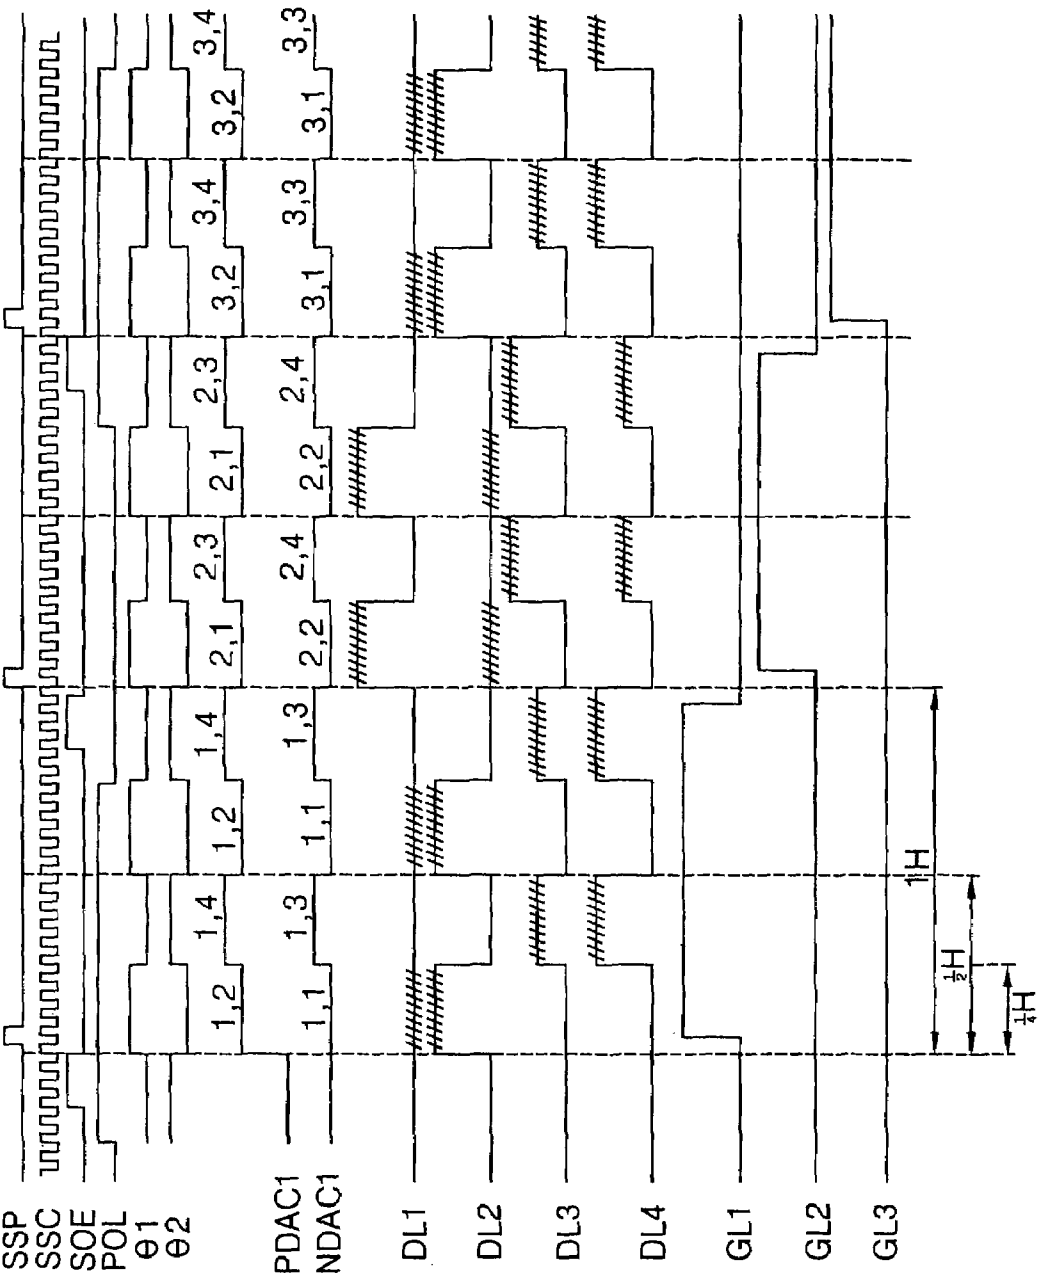 SSP
SSC
SOE
POL
θ1
θ2
1,2 1,4 1,2 1,4 2,1 2,3 2,1 2,3 3,2 3,4 3,2 3,4
PDAC1
NDAC1
1,1 1,3 1,1 1,3 2,2 2,4 2,2 2,4 3,1 3,3 3,1 3,3
DL1
DL2
DL3
DL4
GL1
GL2
GL3
1H
½H
¼H